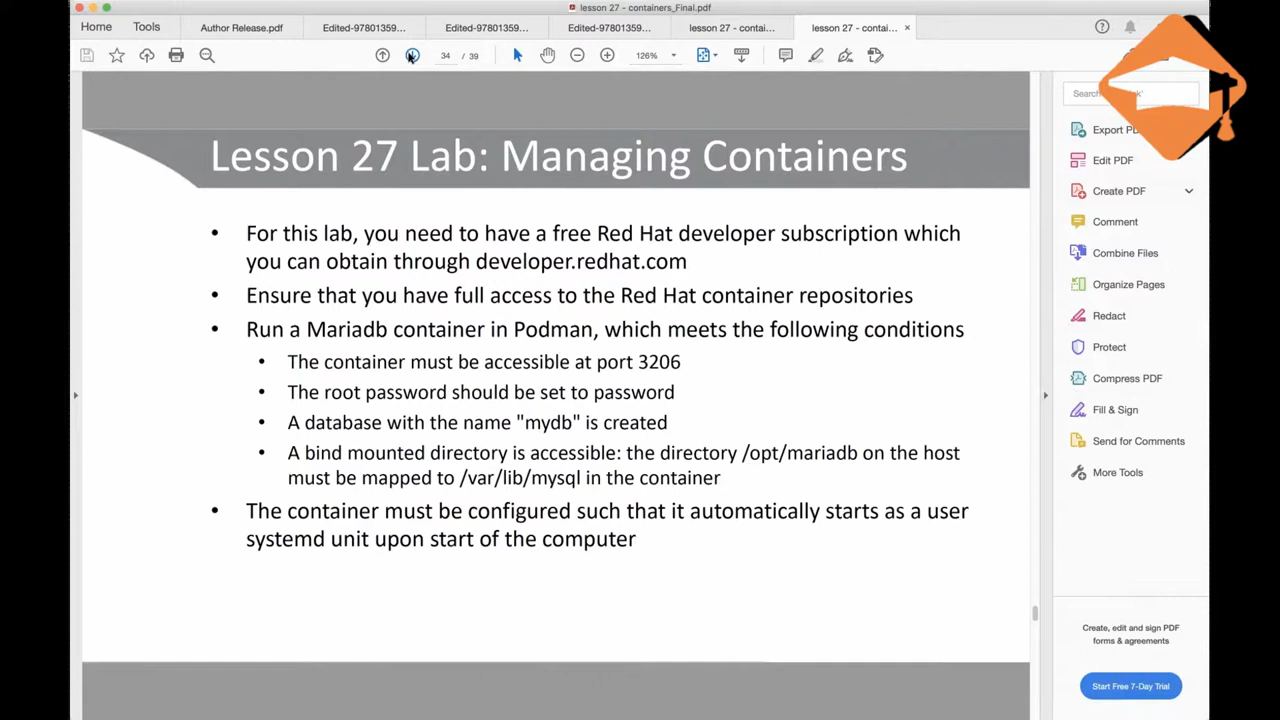 lesson 27 - containers_Final.pdf
Home
Tools
Author Release.pdf
Edited-97801359...
Edited-97801359...
Edited-97801359...
lesson 27 - contai...
lesson 27 - contai...
34 / 39
126%
Lesson 27 Lab: Managing Containers
• For this lab, you need to have a free Red Hat developer subscription which
you can obtain through developer.redhat.com
• Ensure that you have full access to the Red Hat container repositories
• Run a Mariadb container in Podman, which meets the following conditions
• The container must be accessible at port 3206
• The root password should be set to password
• A database with the name "mydb" is created
• A bind mounted directory is accessible: the directory /opt/mariadb on the host
must be mapped to /var/lib/mysql in the container
• The container must be configured such that it automatically starts as a user
systemd unit upon start of the computer
Search
Export PD
Edit PDF
Create PDF
Comment
Combine Files
Organize Pages
Redact
Protect
Compress PDF
Fill & Sign
Send for Comments
More Tools
Create, edit and sign PDF
forms & agreements
Start Free 7-Day Trial